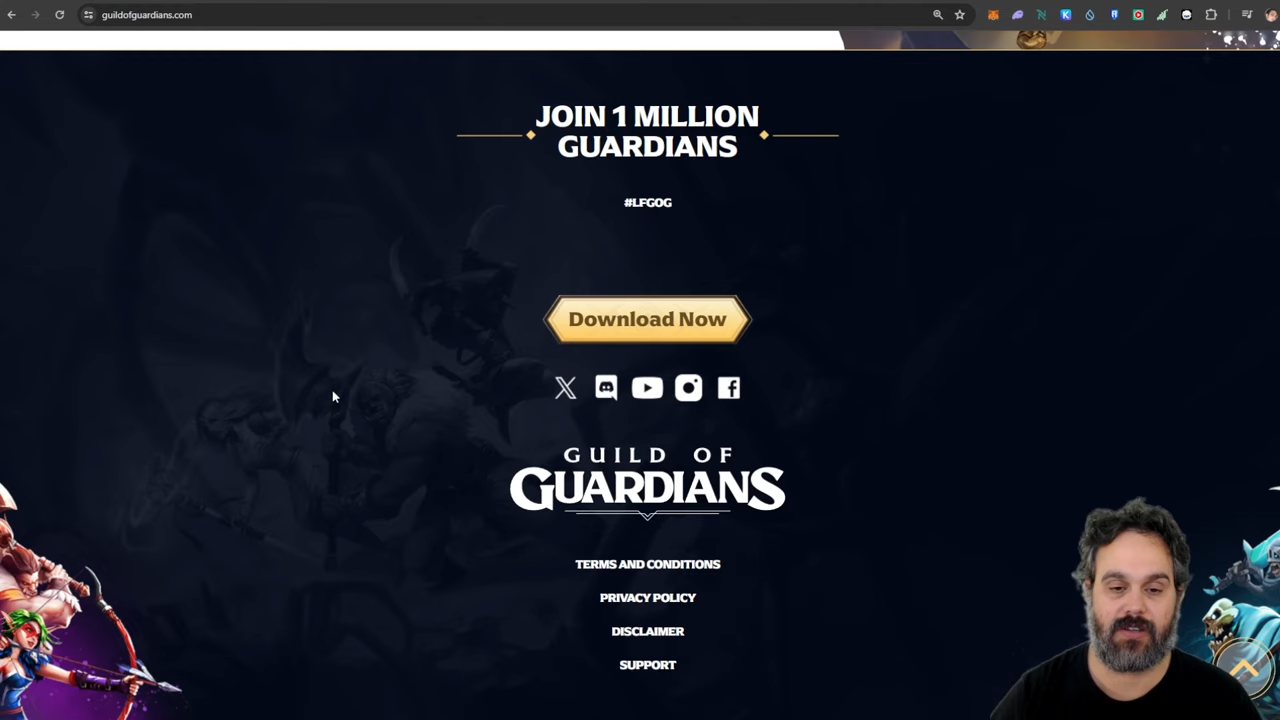 guildofguardians.com
JOIN 1 MILLION
GUARDIANS
#LFGOG
Download Now
GUILD OF
GUARDIANS
TERMS AND CONDITIONS
PRIVACY POLICY
DISCLAIMER
SUPPORT